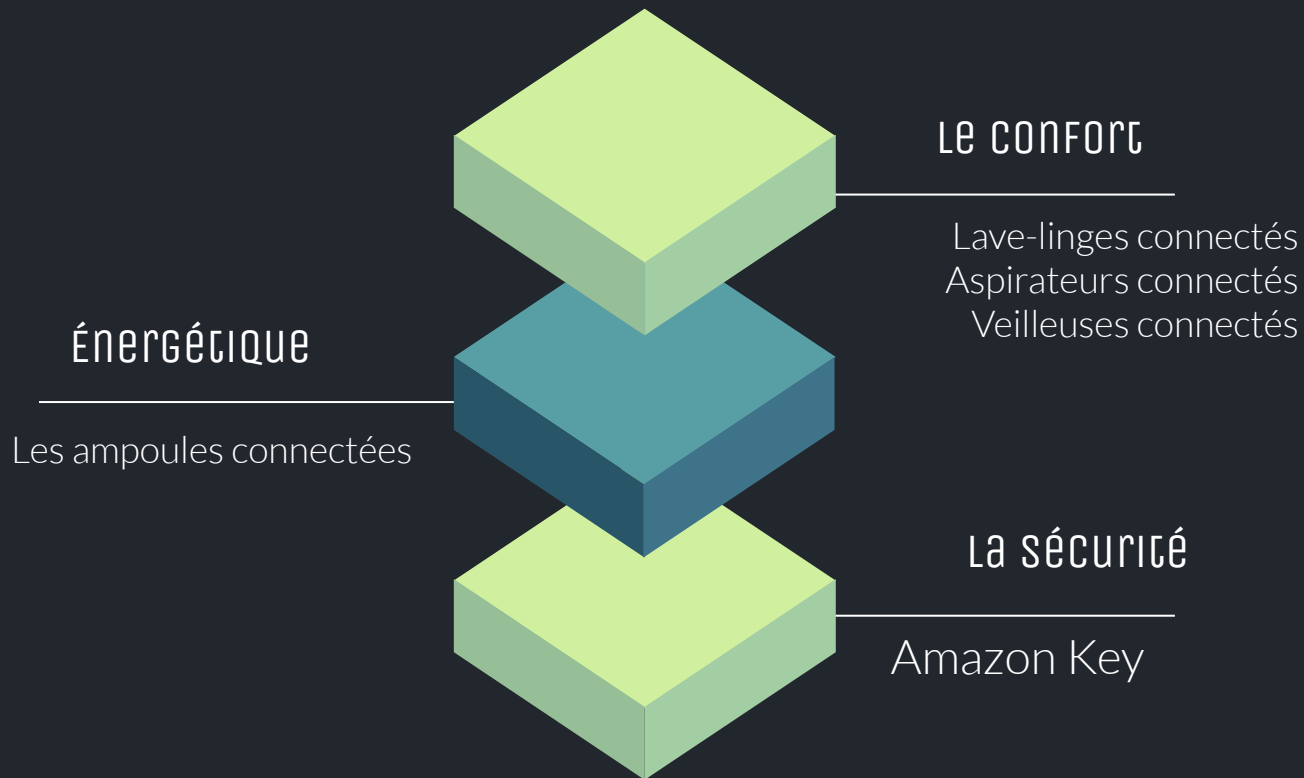 Le confort
Lave-linges connectés
Aspirateurs connectés
Veilleuses connectés
Énergétique
Les ampoules connectées
La sécurité
Amazon Key